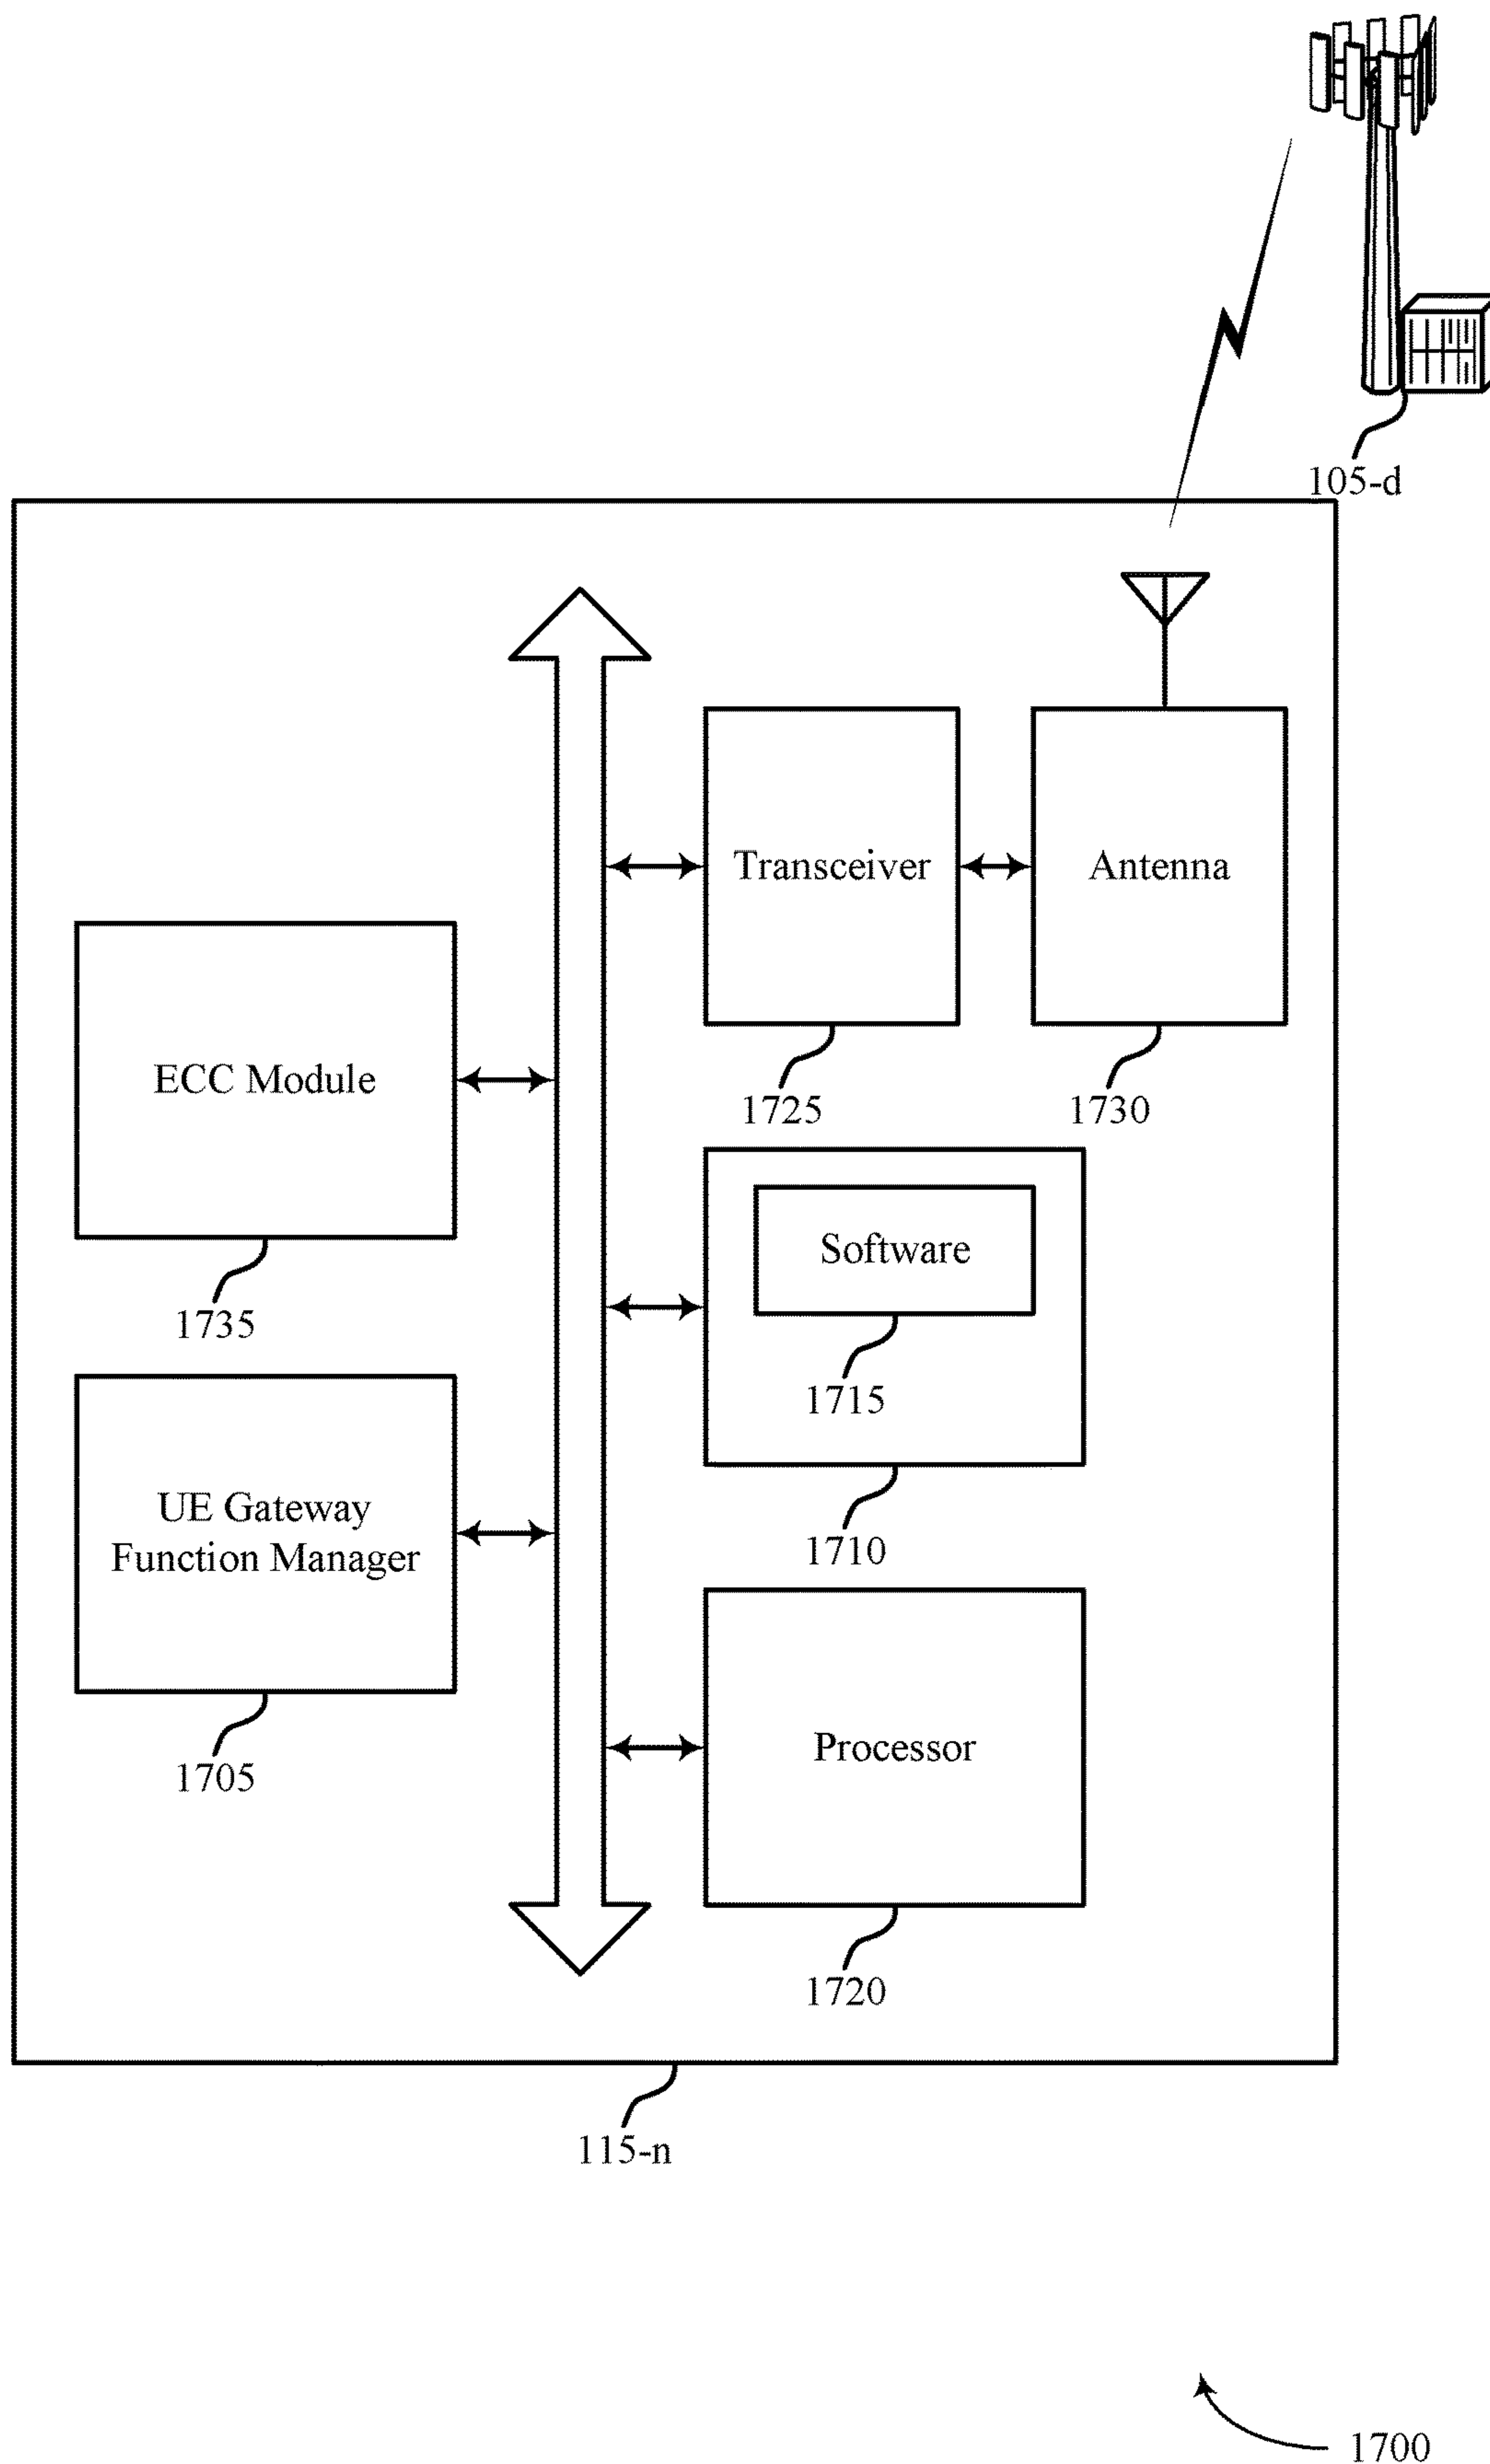 105-d
Transceiver
Antenna
1725
1730
ECC Module
1735
Software
1715
1710
UE Gateway
Function Manager
1705
Processor
1720
115-n
1700